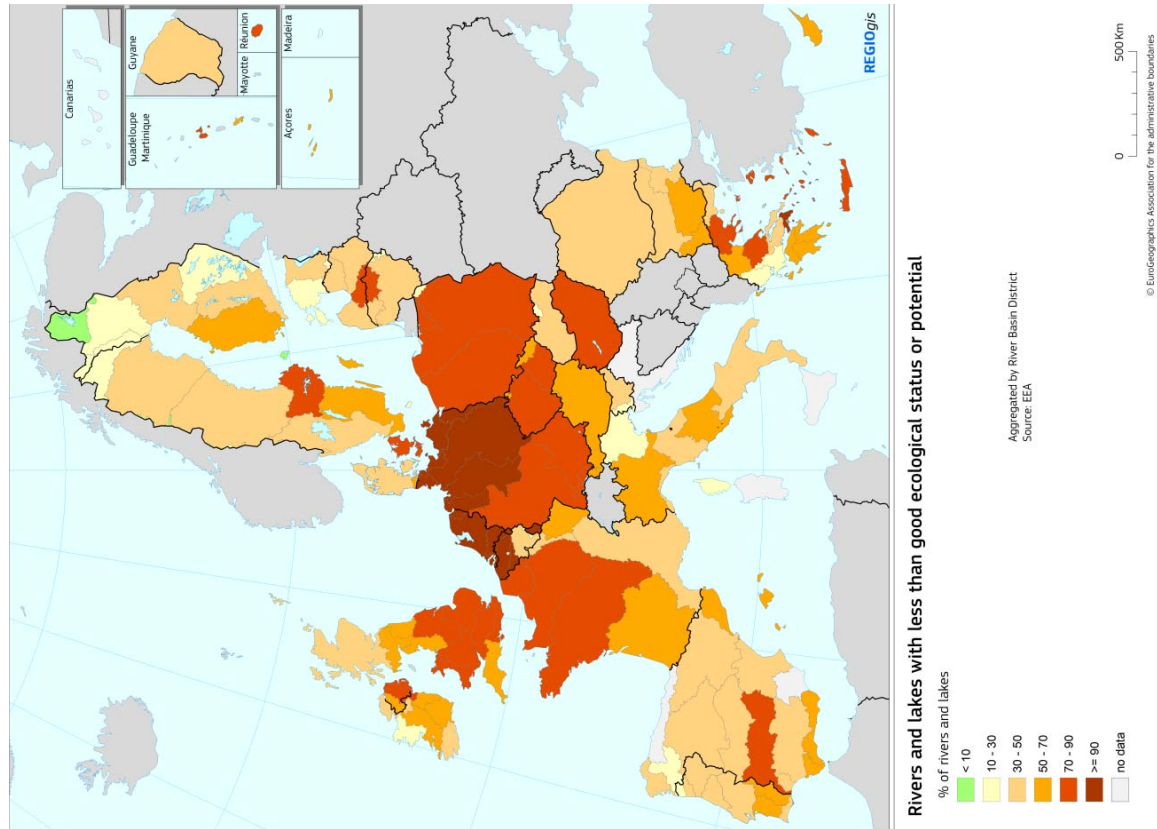 Canarias
Guadeloupe
Martinique
Guyane
Mayotte
Réunion
Açores
Madeira
REGIOgis
Rivers and lakes with less than good ecological status or potential
% of rivers and lakes
< 10
10 - 30
30 - 50
50 - 70
70 - 90
>= 90
no data
Aggregated by River Basin District
Source: EEA
0
500 Km
© EuroGeographics Association for the administrative boundaries